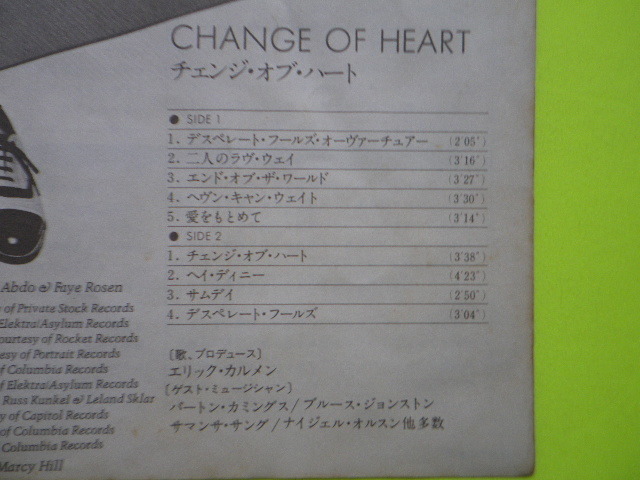 CHANGE OF HEART
チェンジ・オブ・ハート
● SIDE 1
1. デスペレート・フールズ・オーヴァーチュアー (2'05")
2. 二人のラヴ・ウェイ (3'16")
3. エンド・オブ・ザ・ワールド (3'27")
4. ヘヴン・キャン・ウェイト (3'30")
5. 愛をもとめて (3'14")
● SIDE 2
1. チェンジ・オブ・ハート (3'38")
2. ヘイ・ディニー (4'23")
3. サムデイ (2'50")
4. デスペレート・フールズ (3'04")
〔歌、プロデュース〕
エリック・カルメン
〔ゲスト・ミュージシャン〕
バートン・カミングス/ブルース・ジョンストン
サマンサ・サング/ナイジェル・オルスン他多数
Abdo & Faye Rosen
of Private Stock Records
Elektra/Asylum Records
ourtesy of Rocket Records
esy of Portrait Records
of Columbia Records
of Elektra/Asylum Records
Russ Kunkel & Leland Sklar
y of Capitol Records
of Columbia Records
Columbia Records
Marcy Hill